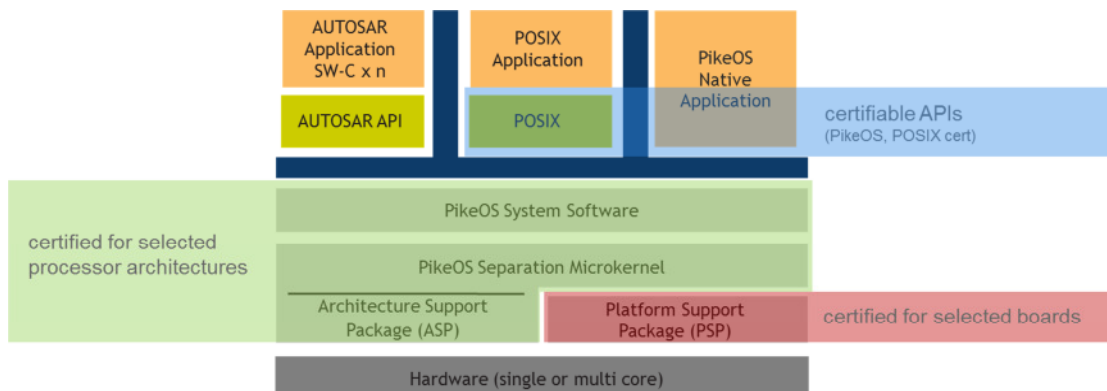 AUTOSAR
Application
SW-C x n
POSIX
Application
PikeOS
Native
Application
AUTOSAR API
POSIX
certifiable APIs
(PikeOS, POSIX cert)
PikeOS System Software
certified for selected
processor architectures
PikeOS Separation Microkernel
Architecture Support
Package (ASP)
Platform Support
Package (PSP)
certified for selected boards
Hardware (single or multi core)